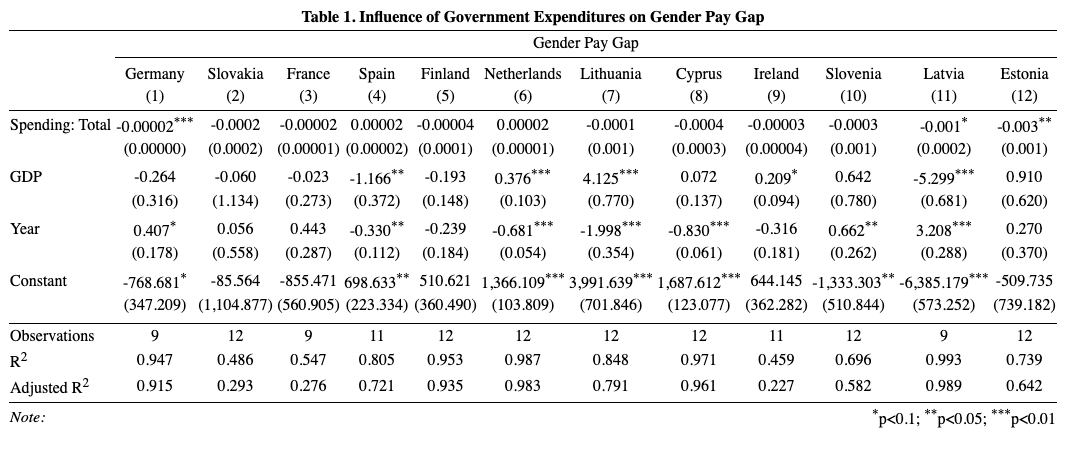 Table 1. Influence of Government Expenditures on Gender Pay Gap
Gender Pay Gap
Germany Slovakia France Spain Finland Netherlands Lithuania Cyprus Ireland Slovenia Latvia Estonia
(1) (2) (3) (4) (5) (6) (7) (8) (9) (10) (11) (12)
Spending: Total -0.00002*** -0.0002 -0.00002 0.00002 -0.00004 0.00002 -0.0001 -0.0004 -0.00003 -0.0003 -0.001* -0.003**
(0.00000) (0.0002) (0.00001) (0.00002) (0.0001) (0.00001) (0.001) (0.0003) (0.00004) (0.001) (0.0002) (0.001)
GDP -0.264 -0.060 -0.023 -1.166** -0.193 0.376*** 4.125*** 0.072 0.209* 0.642 -5.299*** 0.910
(0.316) (1.134) (0.273) (0.372) (0.148) (0.103) (0.770) (0.137) (0.094) (0.780) (0.681) (0.620)
Year 0.407* 0.056 0.443 -0.330** -0.239 -0.681*** -1.998*** -0.830*** -0.316 0.662** 3.208*** 0.270
(0.178) (0.558) (0.287) (0.112) (0.184) (0.054) (0.354) (0.061) (0.181) (0.262) (0.288) (0.370)
Constant -768.681* -85.564 -855.471 698.633** 510.621 1,366.109*** 3,991.639*** 1,687.612*** 644.145 -1,333.303** -6,385.179*** -509.735
(347.209) (1,104.877) (560.905) (223.334) (360.490) (103.809) (701.846) (123.077) (362.282) (510.844) (573.252) (739.182)
Observations 9 12 9 11 12 12 12 12 11 12 9 12
R² 0.947 0.486 0.547 0.805 0.953 0.987 0.848 0.971 0.459 0.696 0.993 0.739
Adjusted R² 0.915 0.293 0.276 0.721 0.935 0.983 0.791 0.961 0.227 0.582 0.989 0.642
Note: *p<0.1; **p<0.05; ***p<0.01